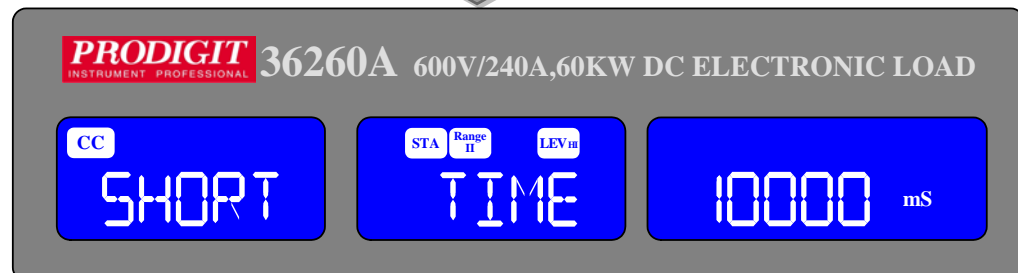 PRODIGIT
INSTRUMENT PROFESSIONAL
36260A 600V/240A,60KW DC ELECTRONIC LOAD
CC
STA Range II LEV HI
SHORT TIME 10000 mS